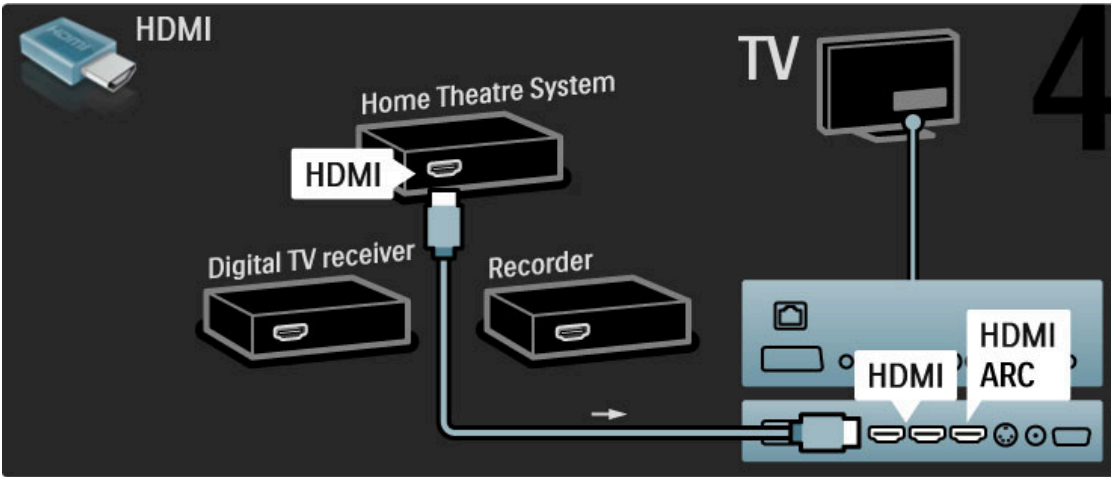 HDMI
TV
4
Home Theatre System
HDMI
Digital TV receiver
Recorder
HDMI
HDMI
ARC